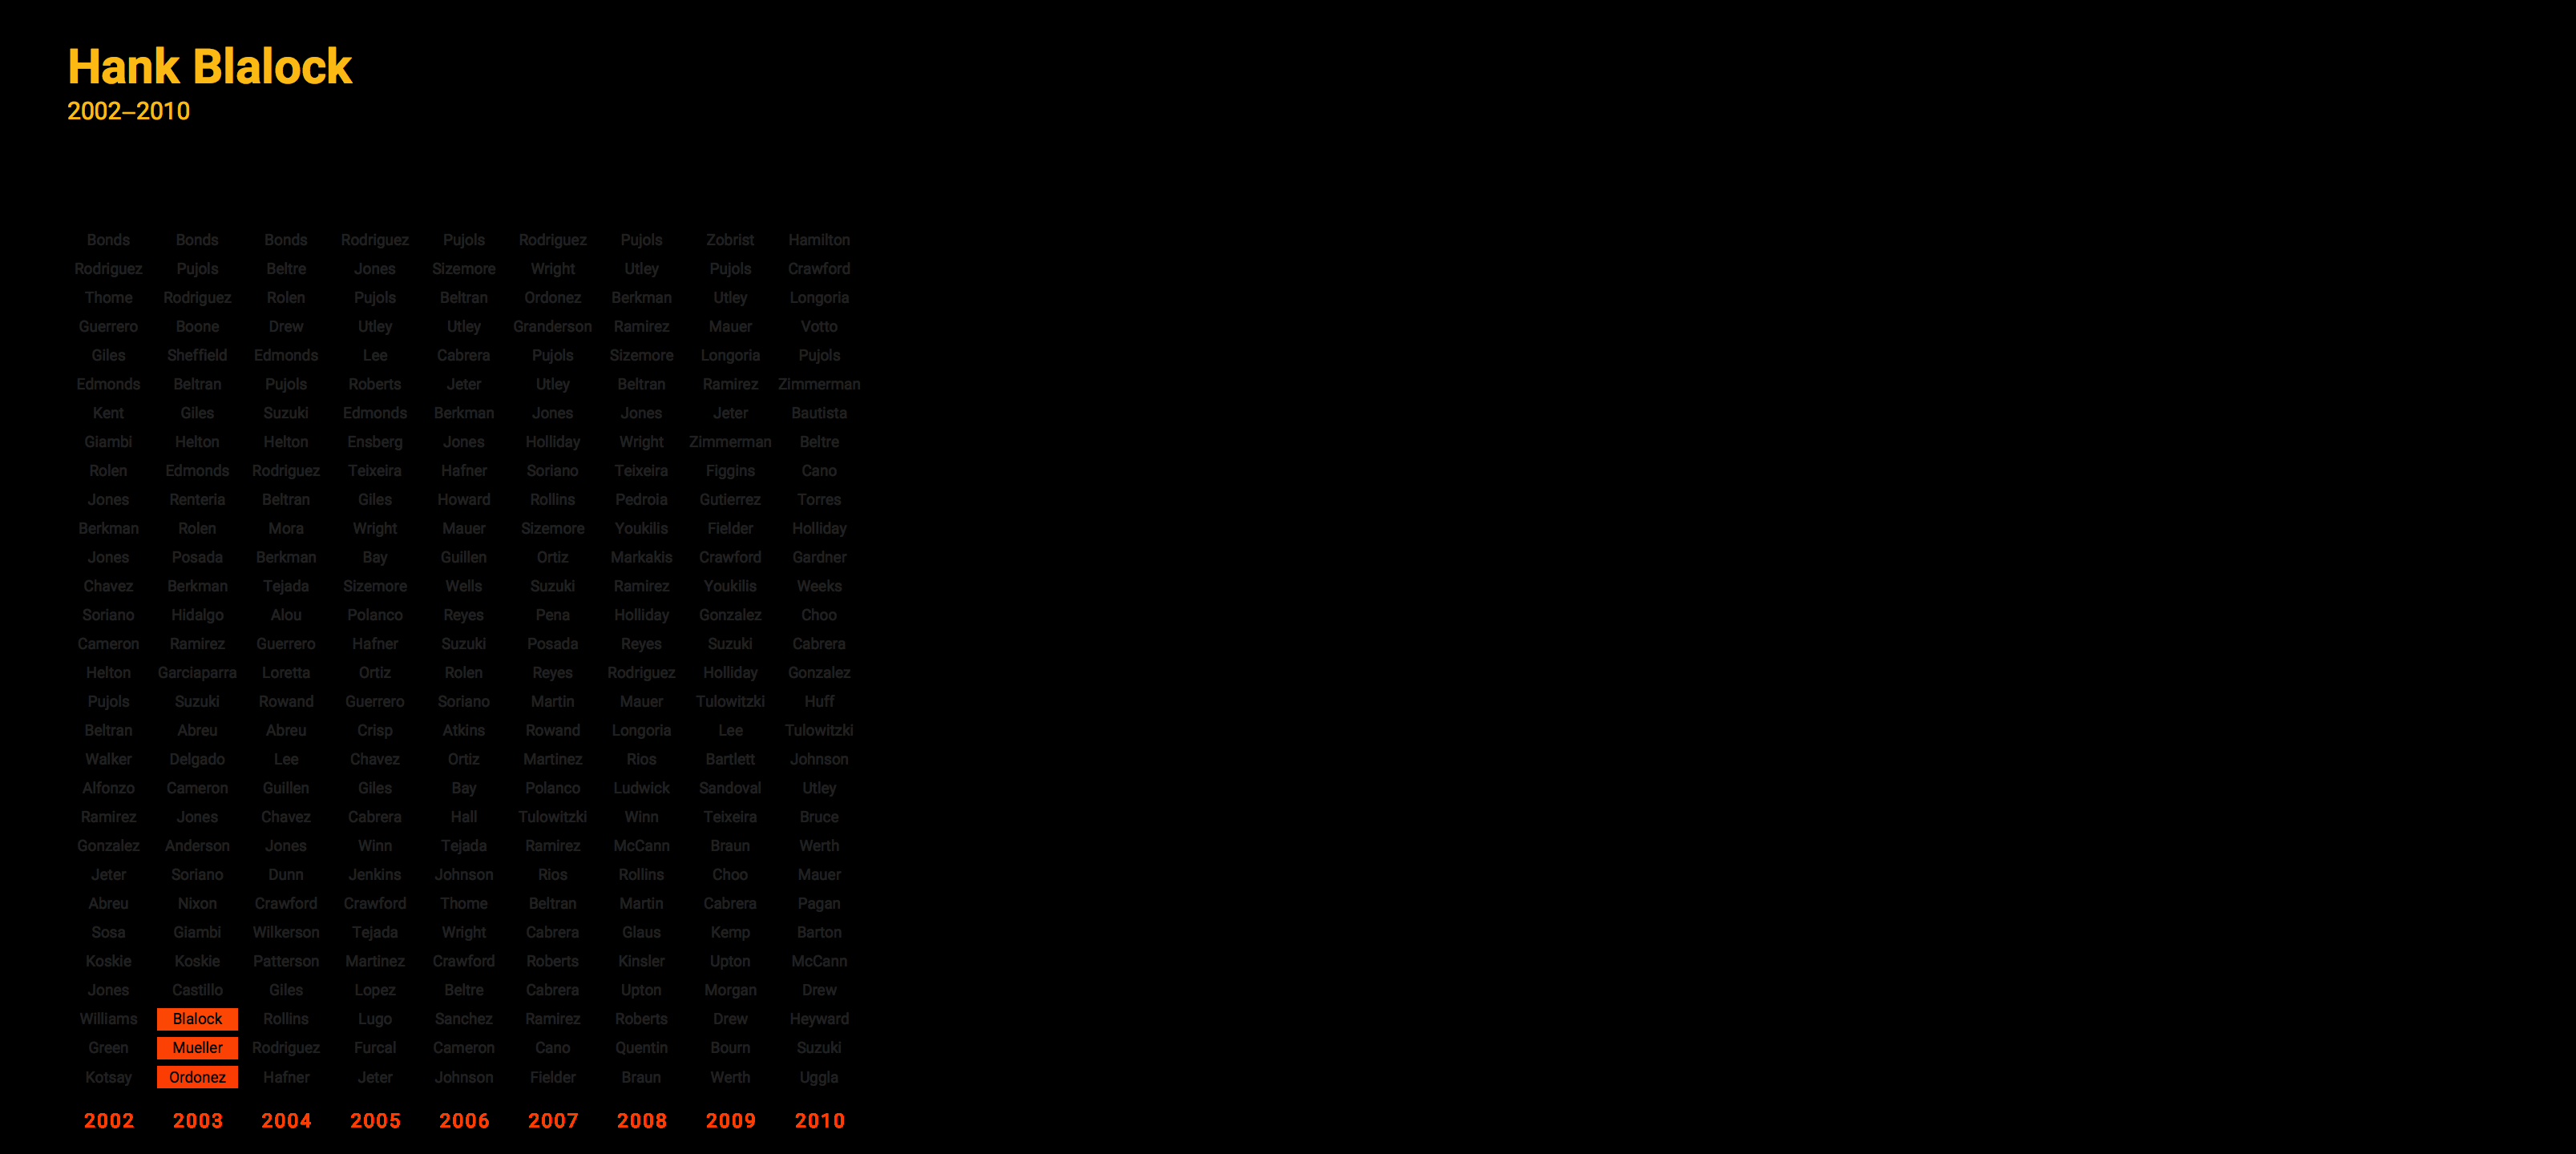 Hank Blalock
2002–2010
Bonds Bonds Bonds Rodriguez Pujols Rodriguez Pujols Zobrist Hamilton
Rodriguez Pujols Beltre Jones Sizemore Wright Utley Pujols Crawford
Thome Rodriguez Rolen Pujols Beltran Ordonez Berkman Utley Longoria
Guerrero Boone Drew Utley Utley Granderson Ramirez Mauer Votto
Giles Sheffield Edmonds Lee Cabrera Pujols Sizemore Longoria Pujols
Edmonds Beltran Pujols Roberts Jeter Utley Beltran Ramirez Zimmerman
Kent Giles Suzuki Edmonds Berkman Jones Jones Jeter Bautista
Giambi Helton Helton Ensberg Jones Holliday Wright Zimmerman Beltre
Rolen Edmonds Rodriguez Teixeira Hafner Soriano Teixeira Figgins Cano
Jones Renteria Beltran Giles Howard Rollins Pedroia Gutierrez Torres
Berkman Rolen Mora Wright Mauer Sizemore Youkilis Fielder Holliday
Jones Posada Berkman Bay Guillen Ortiz Markakis Crawford Gardner
Chavez Berkman Tejada Sizemore Wells Suzuki Ramirez Youkilis Weeks
Soriano Hidalgo Alou Polanco Reyes Pena Holliday Gonzalez Choo
Cameron Ramirez Guerrero Hafner Suzuki Posada Reyes Suzuki Cabrera
Helton Garciaparra Loretta Ortiz Rolen Reyes Rodriguez Holliday Gonzalez
Pujols Suzuki Rowand Guerrero Soriano Martin Mauer Tulowitzki Huff
Beltran Abreu Abreu Crisp Atkins Rowand Longoria Lee Tulowitzki
Walker Delgado Lee Chavez Ortiz Martinez Rios Bartlett Johnson
Alfonzo Cameron Guillen Giles Bay Polanco Ludwick Sandoval Utley
Ramirez Jones Chavez Cabrera Hall Tulowitzki Winn Teixeira Bruce
Gonzalez Anderson Jones Winn Tejada Ramirez McCann Braun Werth
Jeter Soriano Dunn Jenkins Johnson Rios Rollins Choo Mauer
Abreu Nixon Crawford Crawford Thome Beltran Martin Cabrera Pagan
Sosa Giambi Wilkerson Tejada Wright Cabrera Glaus Kemp Barton
Koskie Koskie Patterson Martinez Crawford Roberts Kinsler Upton McCann
Jones Castillo Giles Lopez Beltre Cabrera Upton Morgan Drew
Williams Blalock Rollins Lugo Sanchez Ramirez Roberts Drew Heyward
Green Mueller Rodriguez Furcal Cameron Cano Quentin Bourn Suzuki
Kotsay Ordonez Hafner Jeter Johnson Fielder Braun Werth Uggla
2002 2003 2004 2005 2006 2007 2008 2009 2010